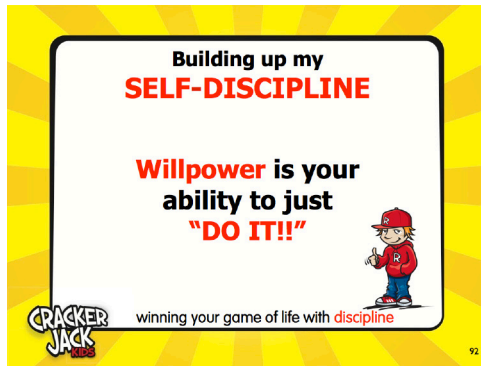 Building up my
SELF-DISCIPLINE
Willpower is your
ability to just
“DO IT!!”
R
R
winning your game of life with discipline
CRACKER
JACK
KIDS
92